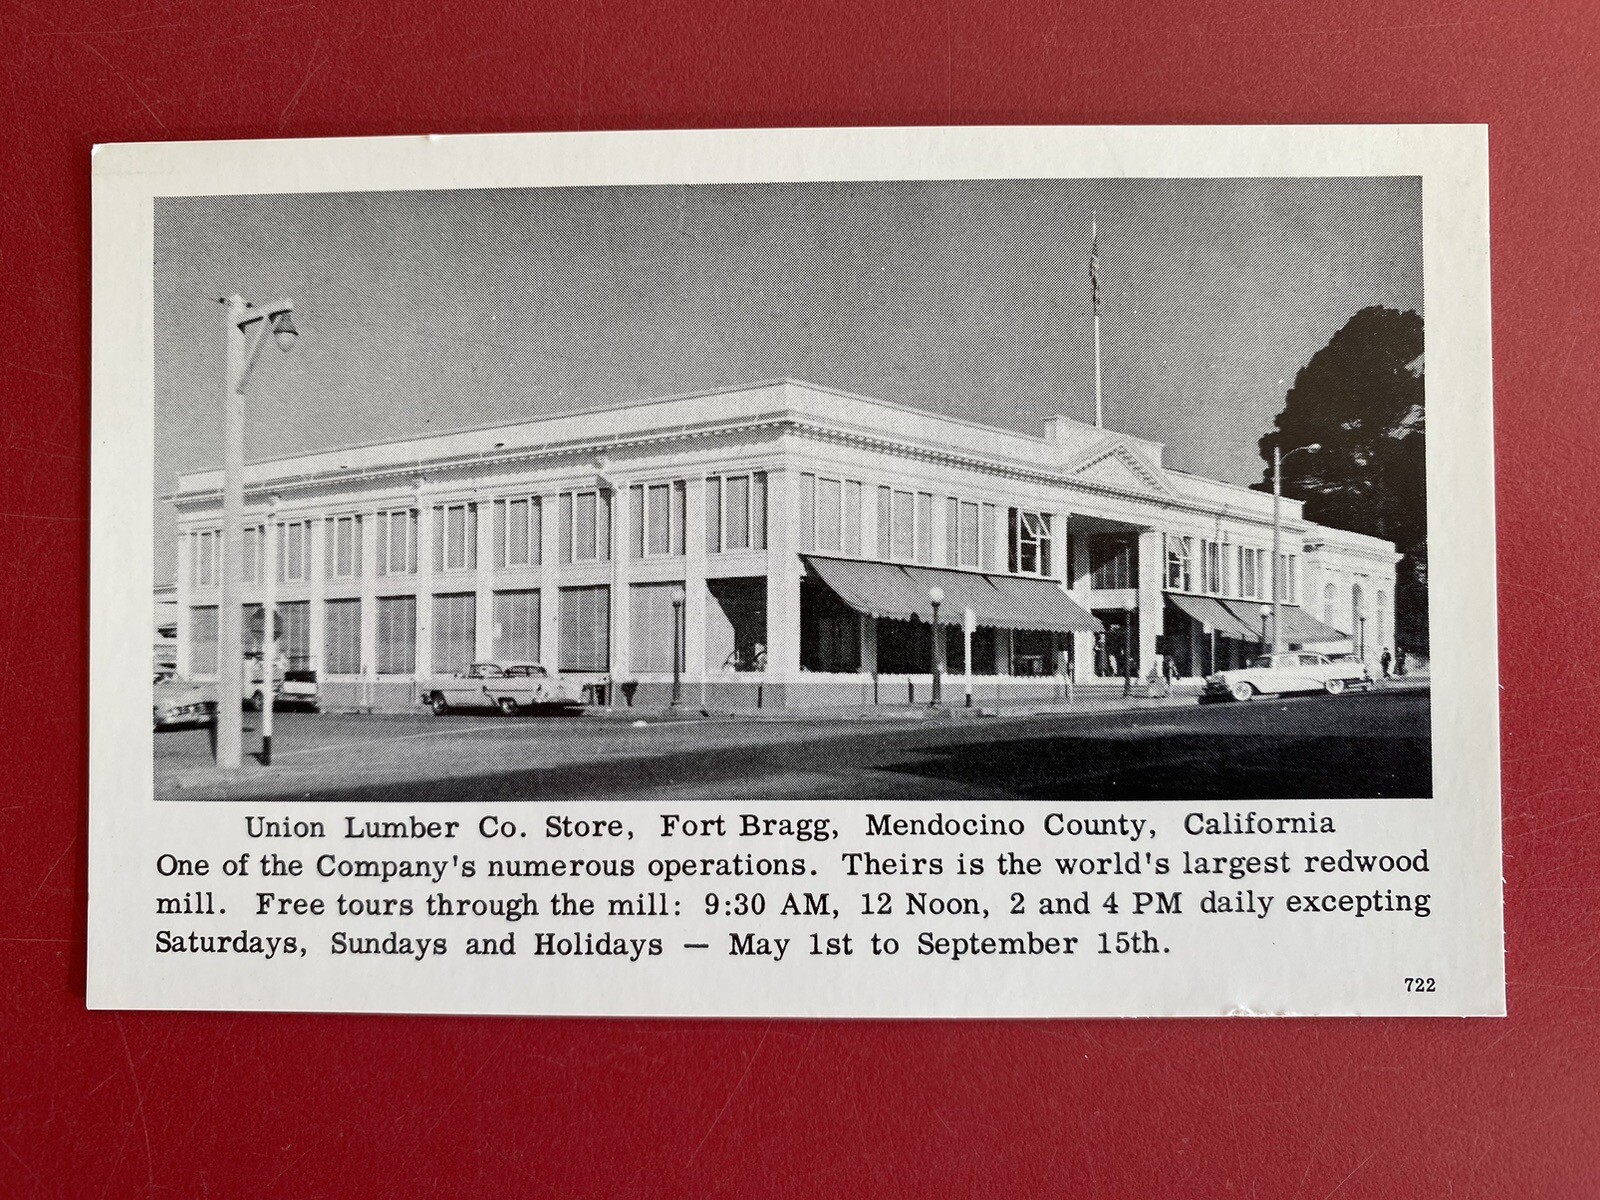 Union Lumber Co. Store, Fort Bragg, Mendocino County, California
One of the Company's numerous operations. Theirs is the world's largest redwood
mill. Free tours through the mill: 9:30 AM, 12 Noon, 2 and 4 PM daily excepting
Saturdays, Sundays and Holidays — May 1st to September 15th.
722